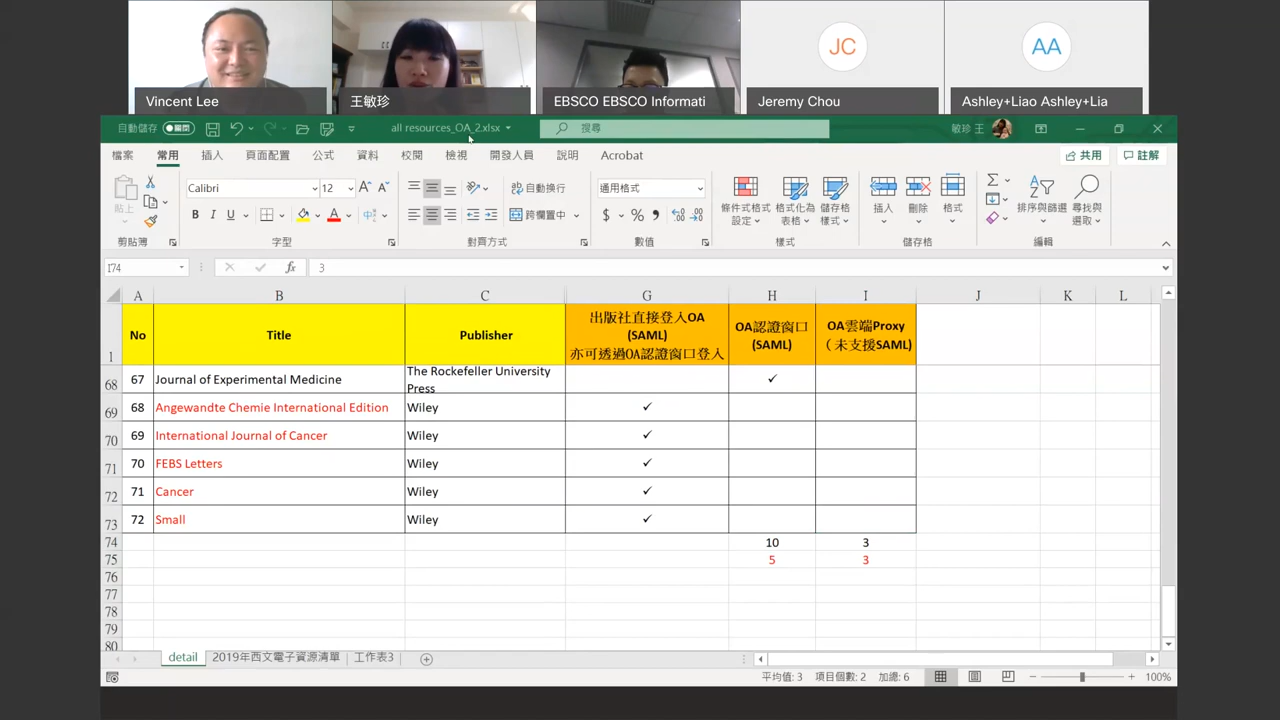 Vincent Lee
王敏珍
EBSCO EBSCO Informati
JC
Jeremy Chou
AA
Ashley+Liao Ashley+Lia
自動儲存
關閉
all resources_OA_2.xlsx
搜尋
敏珍 王
檔案 常用 插入 頁面配置 公式 資料 校閱 檢視 開發人員 說明 Acrobat
共用 註解
貼上
剪貼簿
Calibri 12
B I U
字型
自動換行
跨欄置中
對齊方式
通用格式
$ % ,
數值
條件式格式
設定
格式化為
表格
儲存格
樣式
樣式
插入 刪除 格式
儲存格
排序與篩選
尋找與
選取
編輯
I74
fx 3
A B C G H I J K L
1
No Title Publisher
出版社直接登入OA
(SAML)
亦可透過OA認證窗口登入
OA認證窗口
(SAML)
OA雲端Proxy
(未支援SAML)
68 67 Journal of Experimental Medicine The Rockefeller University
Press ✓
69 68 Angewandte Chemie International Edition Wiley ✓
70 69 International Journal of Cancer Wiley ✓
71 70 FEBS Letters Wiley ✓
72 71 Cancer Wiley ✓
73 72 Small Wiley ✓
74 10 3
75 5 3
76
77
78
79
80
detail 2019年西文電子資源清單 工作表3
平均值: 3 項目個數: 2 加總: 6 100%